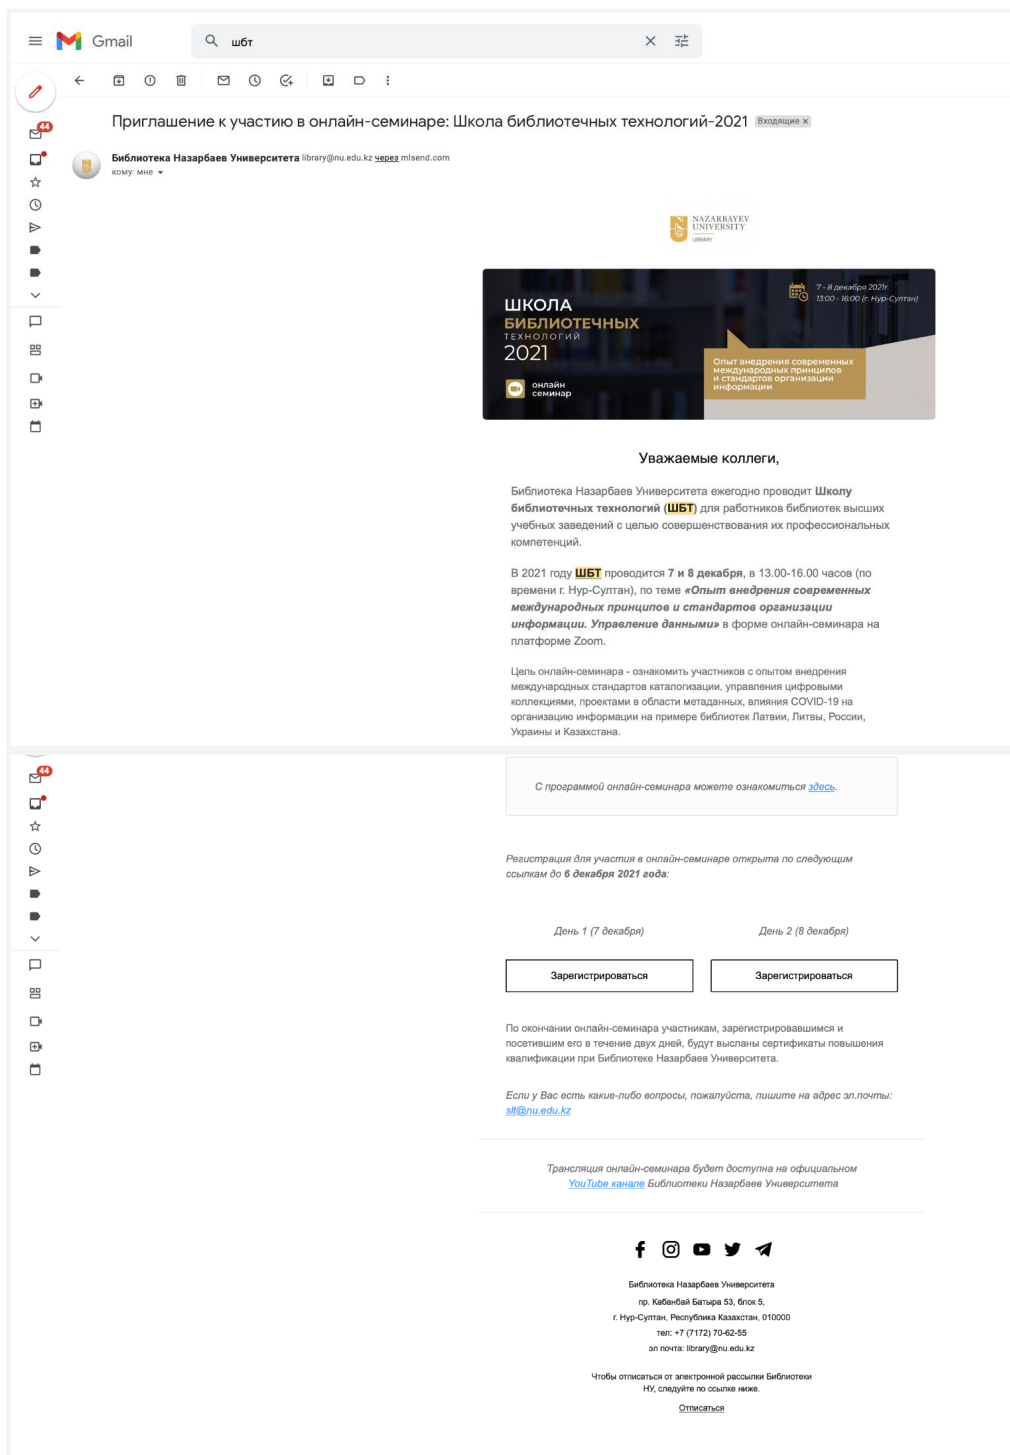 Gmail
шбт
Приглашение к участию в онлайн-семинаре: Школа библиотечных технологий-2021 Входящие x
Библиотека Назарбаев Университета library@nu.edu.kz через mlsend.com
кому: мне
44
NAZARBAYEV
UNIVERSITY
LIBRARY
7 - 8 декабря 2021г.
13:00 - 16:00 (г. Нур-Султан)
ШКОЛА
БИБЛИОТЕЧНЫХ
ТЕХНОЛОГИЙ
2021
онлайн
семинар
Опыт внедрения современных
международных принципов
и стандартов организации
информации
Уважаемые коллеги,
Библиотека Назарбаев Университета ежегодно проводит Школу
библиотечных технологий (ШБТ) для работников библиотек высших
учебных заведений с целью совершенствования их профессиональных
компетенций.
В 2021 году ШБТ проводится 7 и 8 декабря, в 13.00-16.00 часов (по
времени г. Нур-Султан), по теме «Опыт внедрения современных
международных принципов и стандартов организации
информации. Управление данными» в форме онлайн-семинара на
платформе Zoom.
Цель онлайн-семинара - ознакомить участников с опытом внедрения
международных стандартов каталогизации, управления цифровыми
коллекциями, проектами в области метаданных, влияния COVID-19 на
организацию информации на примере библиотек Латвии, Литвы, России,
Украины и Казахстана.
44
С программой онлайн-семинара можете ознакомиться здесь.
Регистрация для участия в онлайн-семинаре открыта по следующим
ссылкам до 6 декабря 2021 года:
День 1 (7 декабря)
День 2 (8 декабря)
Зарегистрироваться
Зарегистрироваться
По окончании онлайн-семинара участникам, зарегистрировавшимся и
посетившим его в течение двух дней, будут высланы сертификаты повышения
квалификации при Библиотеке Назарбаев Университета.
Если у Вас есть какие-либо вопросы, пожалуйста, пишите на адрес эл.почты:
slt@nu.edu.kz
Трансляция онлайн-семинара будет доступна на официальном
YouTube канале Библиотеки Назарбаев Университета
Библиотека Назарбаев Университета
пр. Кабанбай Батыра 53, блок 5,
г. Нур-Султан, Республика Казахстан, 010000
тел: +7 (7172) 70-62-55
эл почта: library@nu.edu.kz
Чтобы отписаться от электронной рассылки Библиотеки
НУ, следуйте по ссылке ниже.
Отписаться